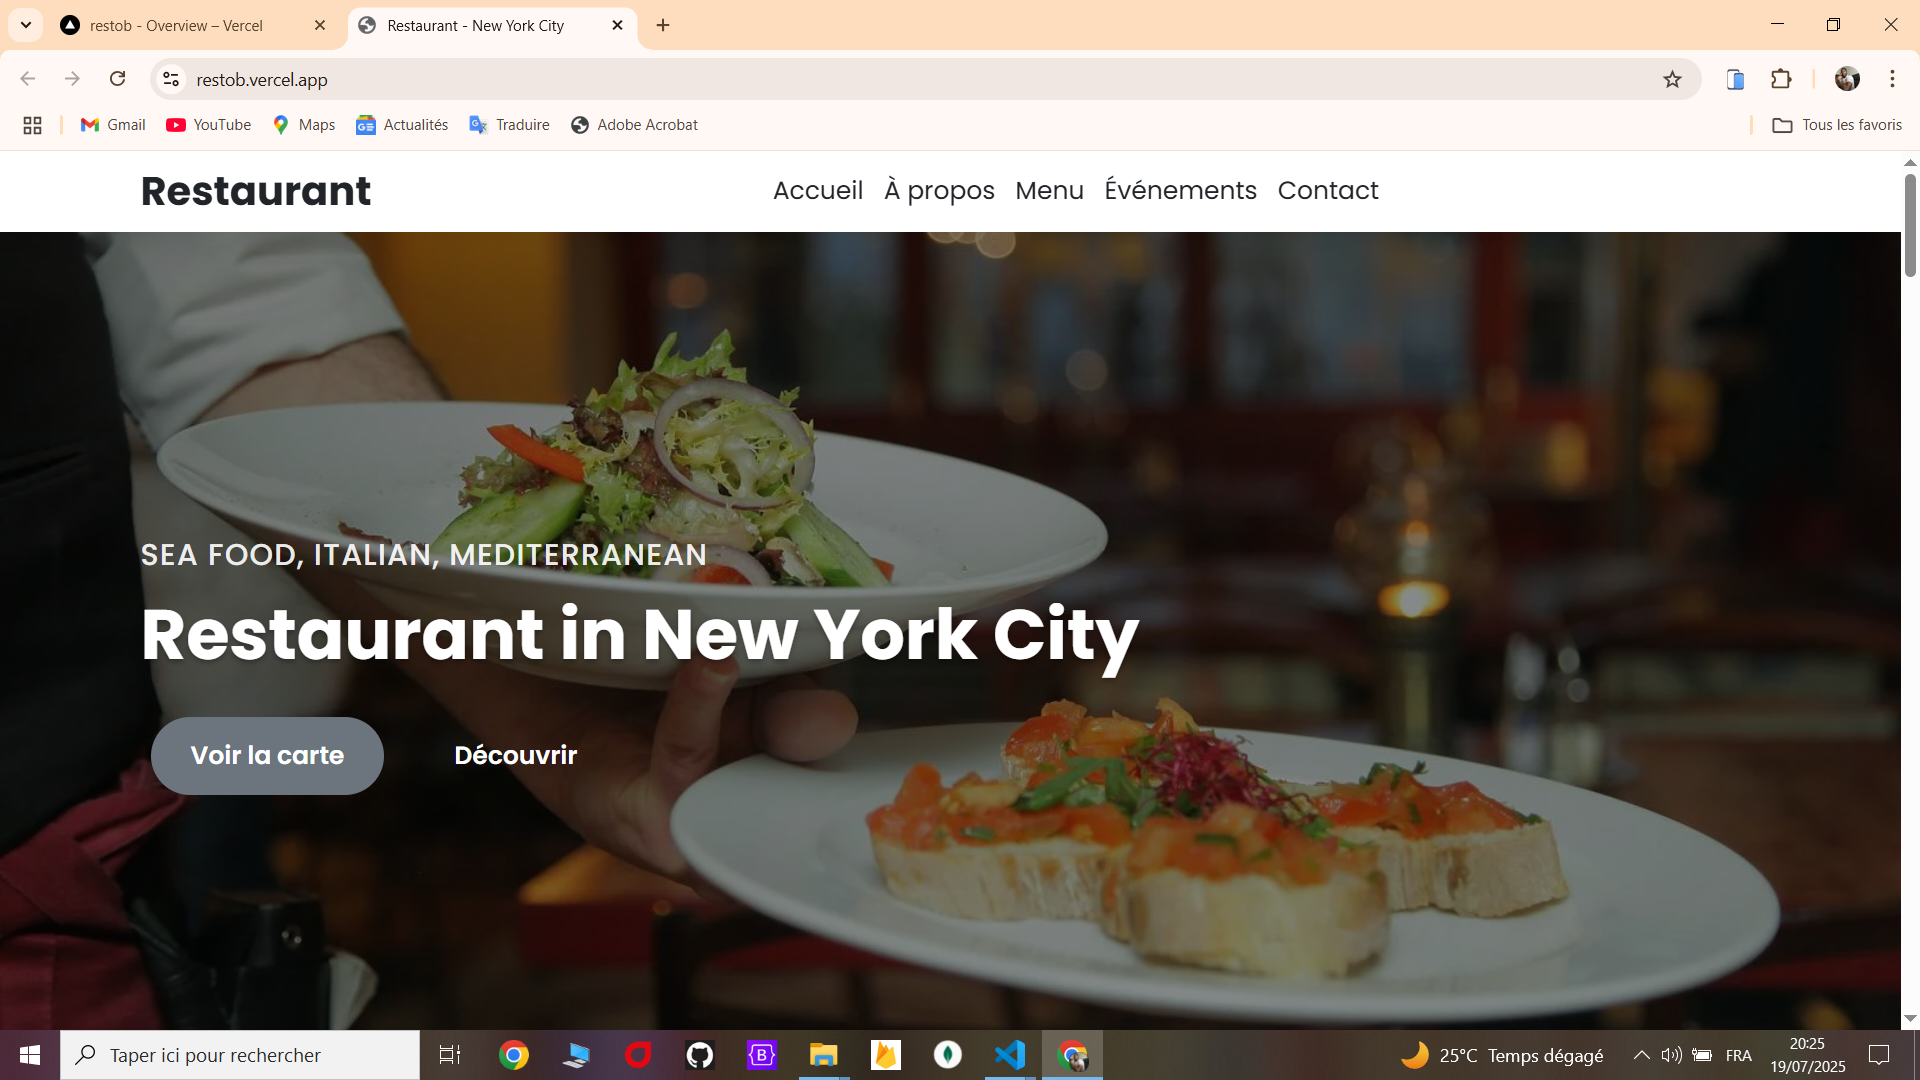 restob - Overview – Vercel
Restaurant - New York City
restob.vercel.app
Gmail
YouTube
Maps
Actualités
Traduire
Adobe Acrobat
Tous les favoris
Restaurant
Accueil À propos Menu Événements Contact
SEA FOOD, ITALIAN, MEDITERRANEAN
Restaurant in New York City
Voir la carte
Découvrir
Taper ici pour rechercher
25°C Temps dégagé
FRA
20:25
19/07/2025